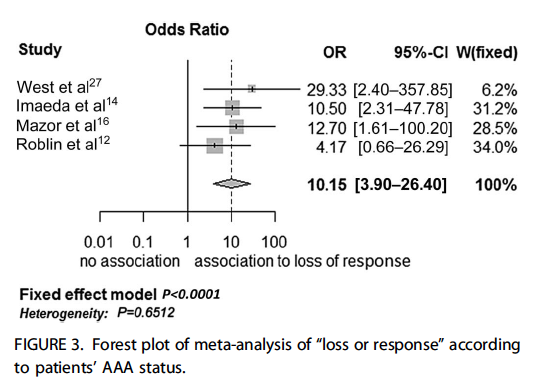 Odds Ratio
Study OR 95%-CI W(fixed)
West et al27 29.33 [2.40–357.85] 6.2%
Imaeda et al14 10.50 [2.31–47.78] 31.2%
Mazor et al16 12.70 [1.61–100.20] 28.5%
Roblin et al12 4.17 [0.66–26.29] 34.0%
10.15 [3.90–26.40] 100%
0.01 0.1 1 10 100
no association association to loss of response
Fixed effect model P<0.0001
Heterogeneity: P=0.6512
FIGURE 3. Forest plot of meta-analysis of “loss or response” according
to patients’ AAA status.